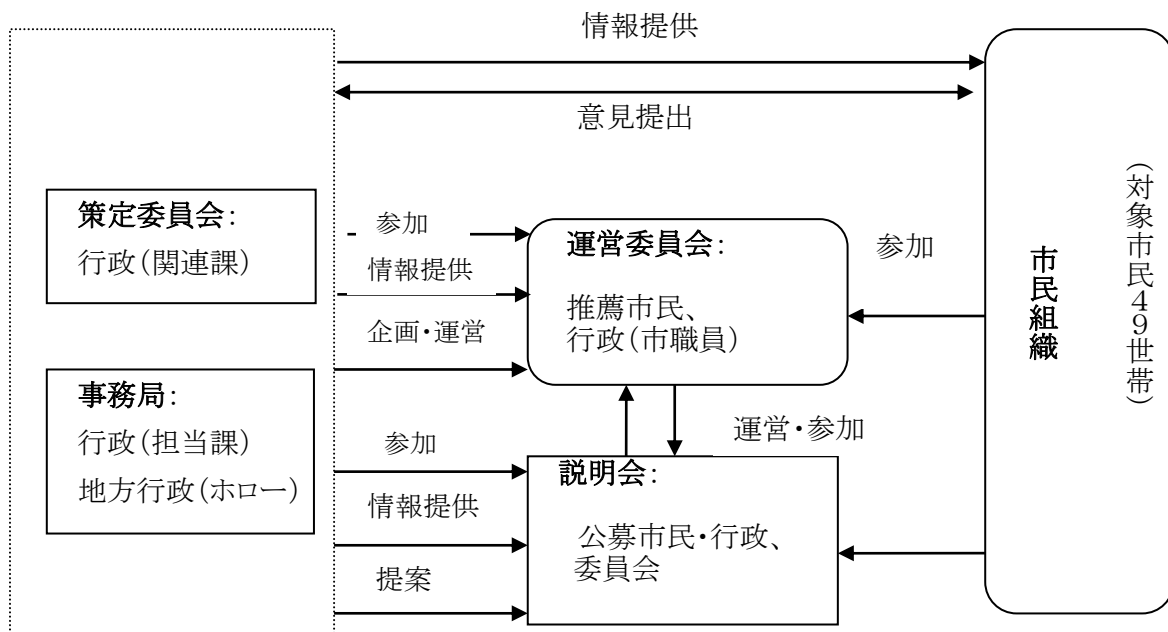 情報提供
意見提出
策定委員会:
行政(関連課)
事務局:
行政(担当課)
地方行政(ホロー)
参加
情報提供
企画・運営
参加
情報提供
提案
運営委員会:
推薦市民、
行政(市職員)
運営・参加
説明会:
公募市民・行政、
委員会
参加
市民組織
(対象市民49世帯)